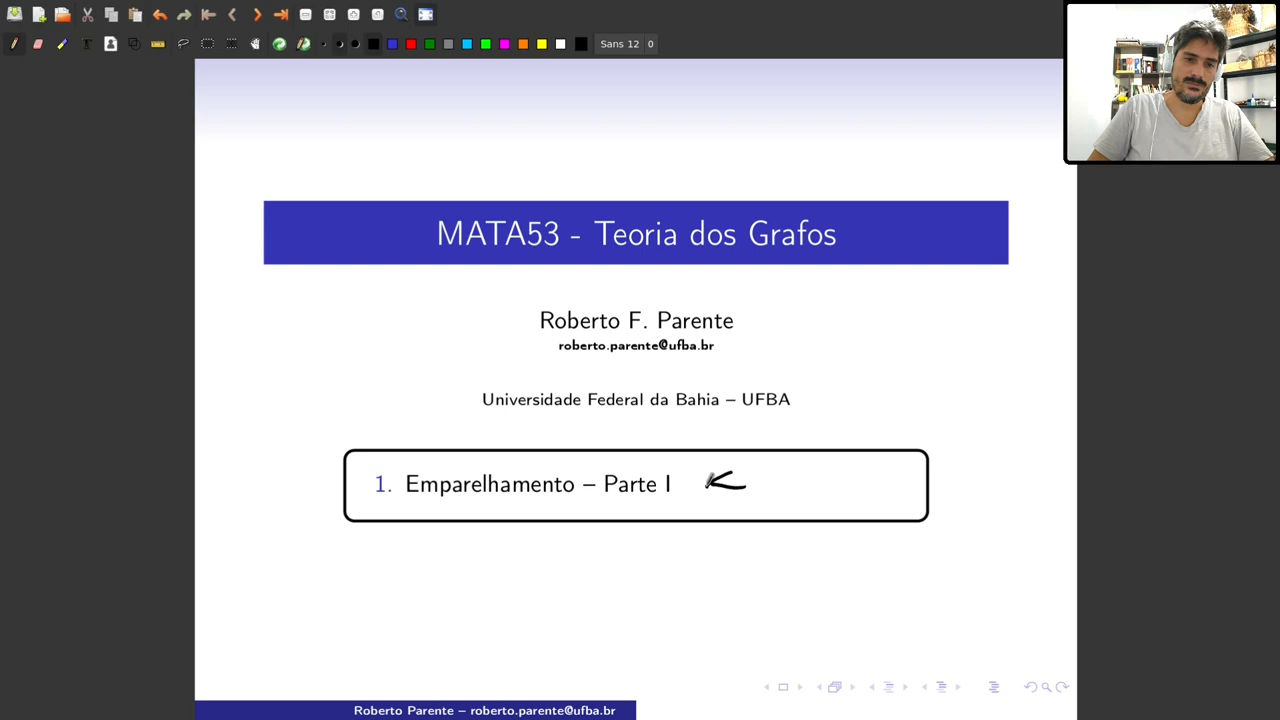 Sans 12 0
MATA53 - Teoria dos Grafos
Roberto F. Parente
roberto.parente@ufba.br
Universidade Federal da Bahia – UFBA
1. Emparelhamento – Parte I
Roberto Parente – roberto.parente@ufba.br